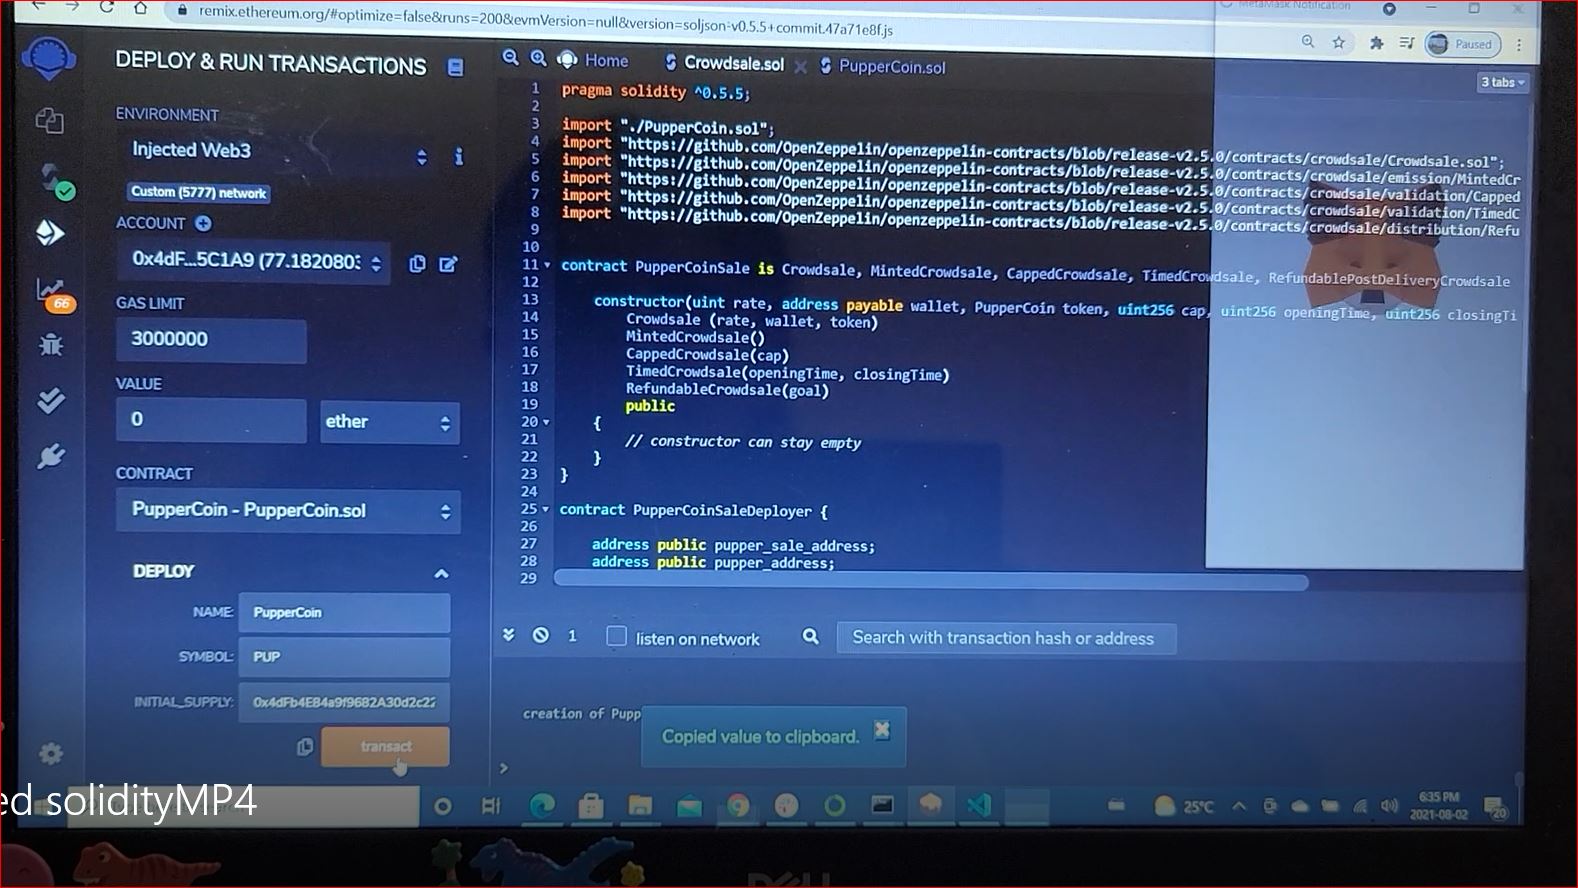 remix.ethereum.org/#optimize=false&runs=200&evmVersion=null&version=soljson-v0.5.5+commit.47a71e8f.js
MetaMask Notification
Paused
DEPLOY & RUN TRANSACTIONS
ENVIRONMENT
Injected Web3
Custom (5777) network
ACCOUNT
0x4dF...5C1A9 (77.1820803
GAS LIMIT
3000000
VALUE
0
ether
CONTRACT
PupperCoin - PupperCoin.sol
DEPLOY
NAME:
PupperCoin
SYMBOL:
PUP
INITIAL_SUPPLY:
transact
66
Home
Crowdsale.sol
PupperCoin.sol
3 tabs
1 pragma solidity ^0.5.5;
2
3 import "./PupperCoin.sol";
4 import "https://github.com/OpenZeppelin/openzeppelin-contracts/blob/release-v2.5.0/contracts/crowdsale/Crowdsale.sol";
5 import "https://github.com/OpenZeppelin/openzeppelin-contracts/blob/release-v2.5.0/contracts/crowdsale/emission/MintedCr
6 import "https://github.com/OpenZeppelin/openzeppelin-contracts/blob/release-v2.5.0/contracts/crowdsale/validation/Capped
7 import "https://github.com/OpenZeppelin/openzeppelin-contracts/blob/release-v2.5.0/contracts/crowdsale/validation/TimedC
8 import "https://github.com/OpenZeppelin/openzeppelin-contracts/blob/release-v2.5.0/contracts/crowdsale/distribution/Refu
9
10
11 contract PupperCoinSale is Crowdsale, MintedCrowdsale, CappedCrowdsale, TimedCrowdsale, RefundablePostDeliveryCrowdsale
12
13 constructor(uint rate, address payable wallet, PupperCoin token, uint256 cap, uint256 openingTime, uint256 closingTi
14 Crowdsale (rate, wallet, token)
15 MintedCrowdsale()
16 CappedCrowdsale(cap)
17 TimedCrowdsale(openingTime, closingTime)
18 RefundableCrowdsale(goal)
19 public
20 {
21 // constructor can stay empty
22 }
23 }
24
25 contract PupperCoinSaleDeployer {
26
27 address public pupper_sale_address;
28 address public pupper_address;
29
1
listen on network
Search with transaction hash or address
creation of Pupp
Copied value to clipboard.
>
ed solidityMP4
25°C
6:35 PM
2021-08-02
20
DELL